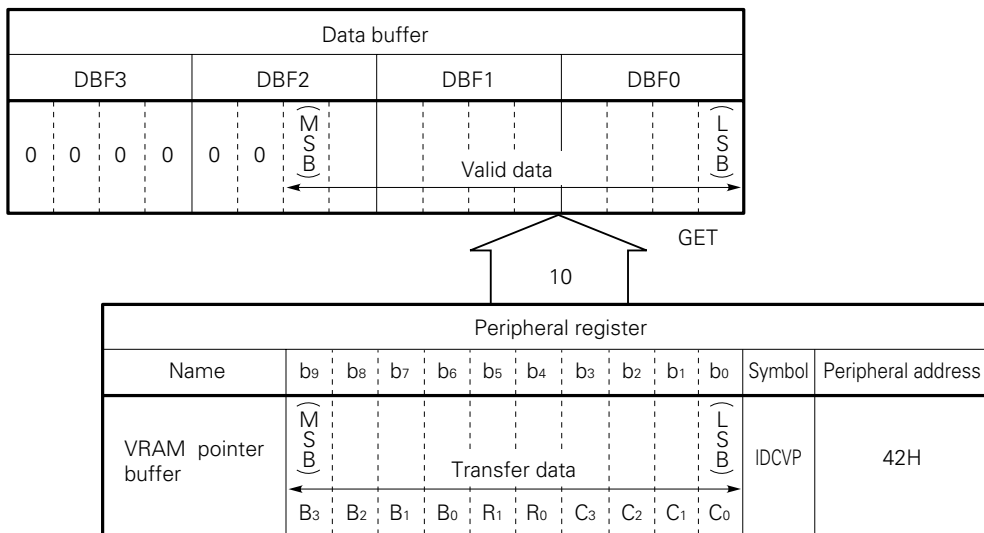 Data buffer
DBF3 DBF2 DBF1 DBF0
0 0 0 0 0 0 (MSB) (LSB)
Valid data
GET
10
Peripheral register
Name b9 b8 b7 b6 b5 b4 b3 b2 b1 b0 Symbol Peripheral address
VRAM pointer buffer (MSB) (LSB) IDCVP 42H
Transfer data
B3 B2 B1 B0 R1 R0 C3 C2 C1 C0